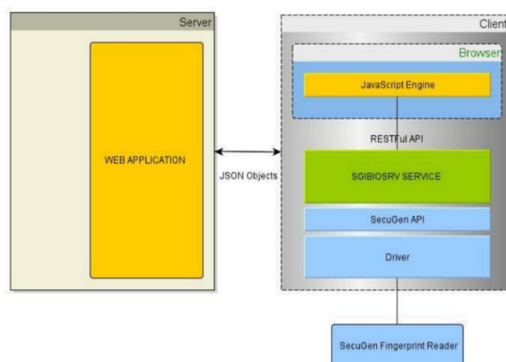 Server
WEB APPLICATION
JSON Objects
Client
Browser
JavaScript Engine
RESTFul API
SGIBIOSRV SERVICE
SecuGen API
Driver
SecuGen Fingerprint Reader